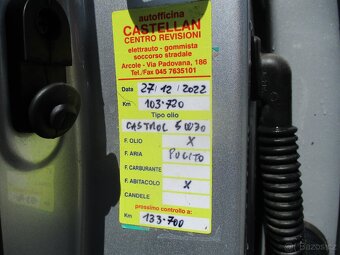 autofficina
CASTELLAN
CENTRO REVISIONI
elettrauto - gommista
soccorso stradale
Arcole - Via Padovana, 186
Tel./Fax 045 7635101
Data 27/12/2022
Km 103.720
Tipo olio
CASTROL 5W30
F. OLIO X
F. ARIA PULITO
F. CARBURANTE
F. ABITACOLO X
CANDELE
prossimo controllo a:
Km 133.700
Bazos.cz